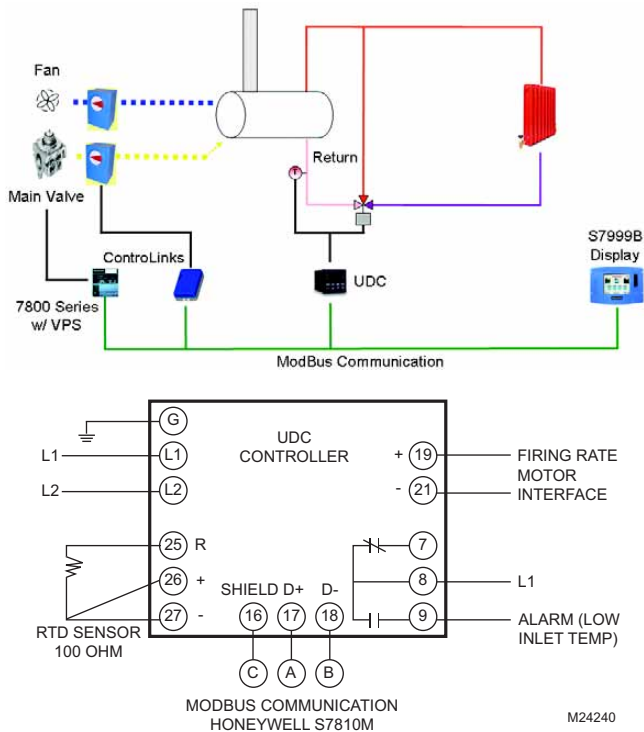 Fan
Return
Main Valve
S7999B
Display
ControLinks
UDC
7800 Series
w/ VPS
ModBus Communication
G
UDC
CONTROLLER
L1 L1
+ 19 FIRING RATE
MOTOR
INTERFACE
L2 L2
- 21
25 R
7
26 +
8 L1
SHIELD D+ D-
27 -
16 17 18
9 ALARM (LOW
INLET TEMP)
RTD SENSOR
100 OHM
C A B
MODBUS COMMUNICATION
HONEYWELL S7810M
M24240